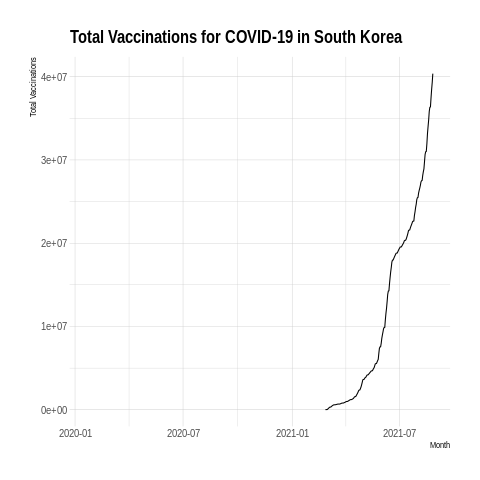 Total Vaccinations for COVID-19 in South Korea
Total Vaccinations
4e+07
3e+07
2e+07
1e+07
0e+00
2020-01 2020-07 2021-01 2021-07
Month